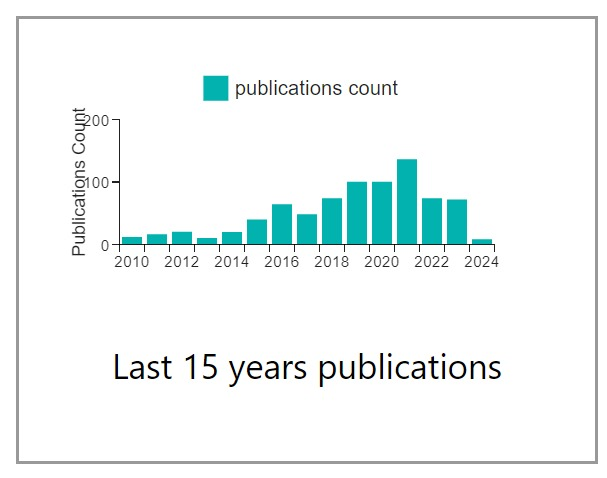 publications count
Publications Count
200
100
0
2010 2012 2014 2016 2018 2020 2022 2024
Last 15 years publications